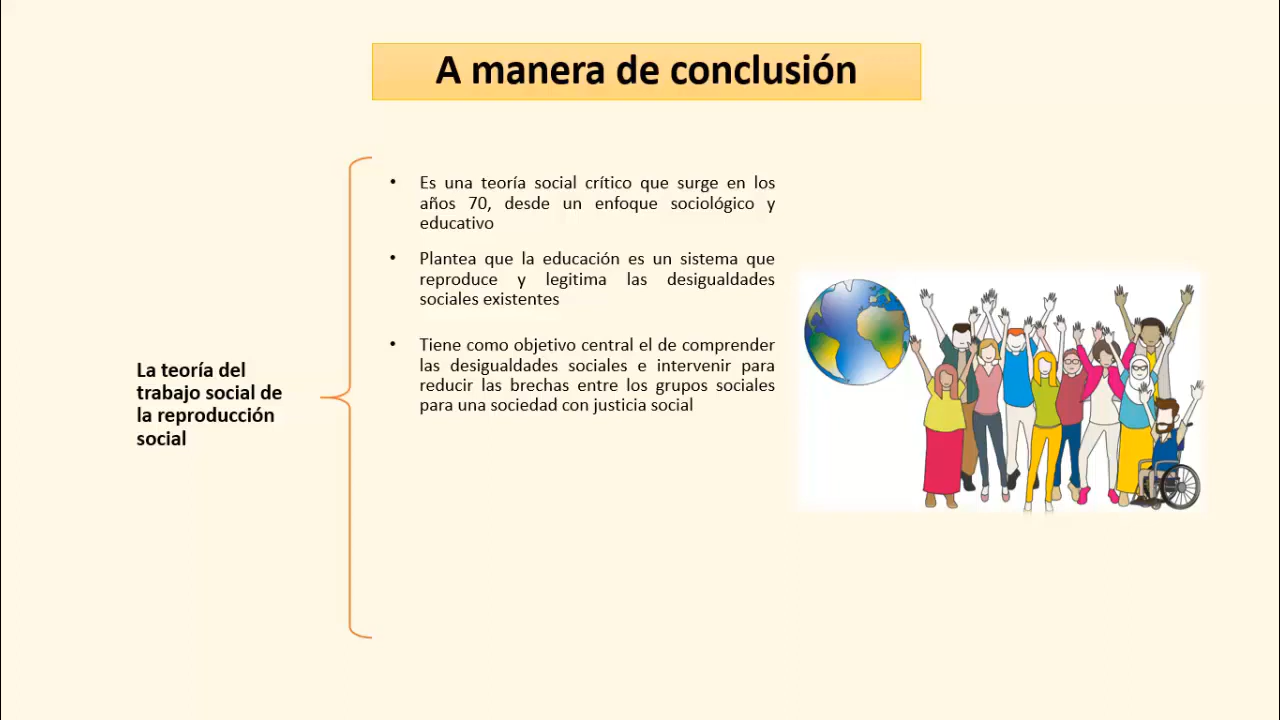 A manera de conclusión
La teoría del
trabajo social de
la reproducción
social
• Es una teoría social crítico que surge en los
años 70, desde un enfoque sociológico y
educativo
• Plantea que la educación es un sistema que
reproduce y legitima las desigualdades
sociales existentes
• Tiene como objetivo central el de comprender
las desigualdades sociales e intervenir para
reducir las brechas entre los grupos sociales
para una sociedad con justicia social